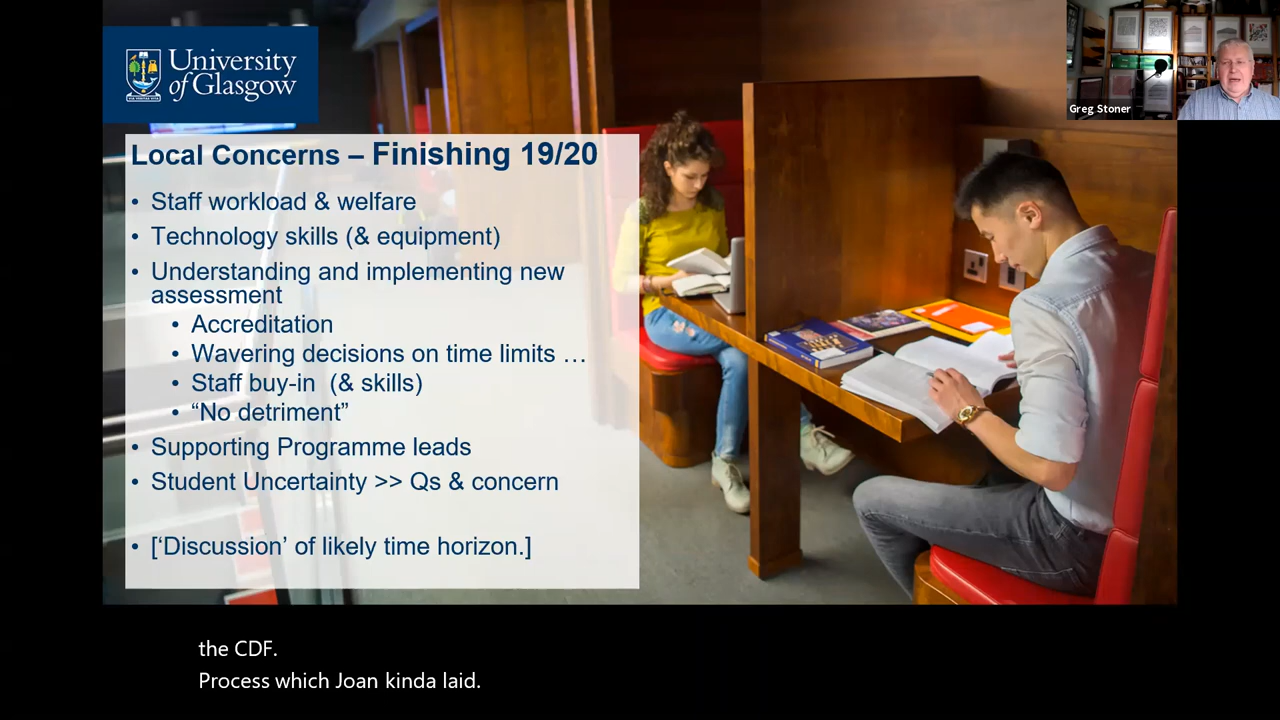 University
of Glasgow
Greg Stoner
Local Concerns – Finishing 19/20
• Staff workload & welfare
• Technology skills (& equipment)
• Understanding and implementing new
assessment
• Accreditation
• Wavering decisions on time limits …
• Staff buy-in (& skills)
• “No detriment”
• Supporting Programme leads
• Student Uncertainty >> Qs & concern
• [‘Discussion’ of likely time horizon.]
the CDF.
Process which Joan kinda laid.